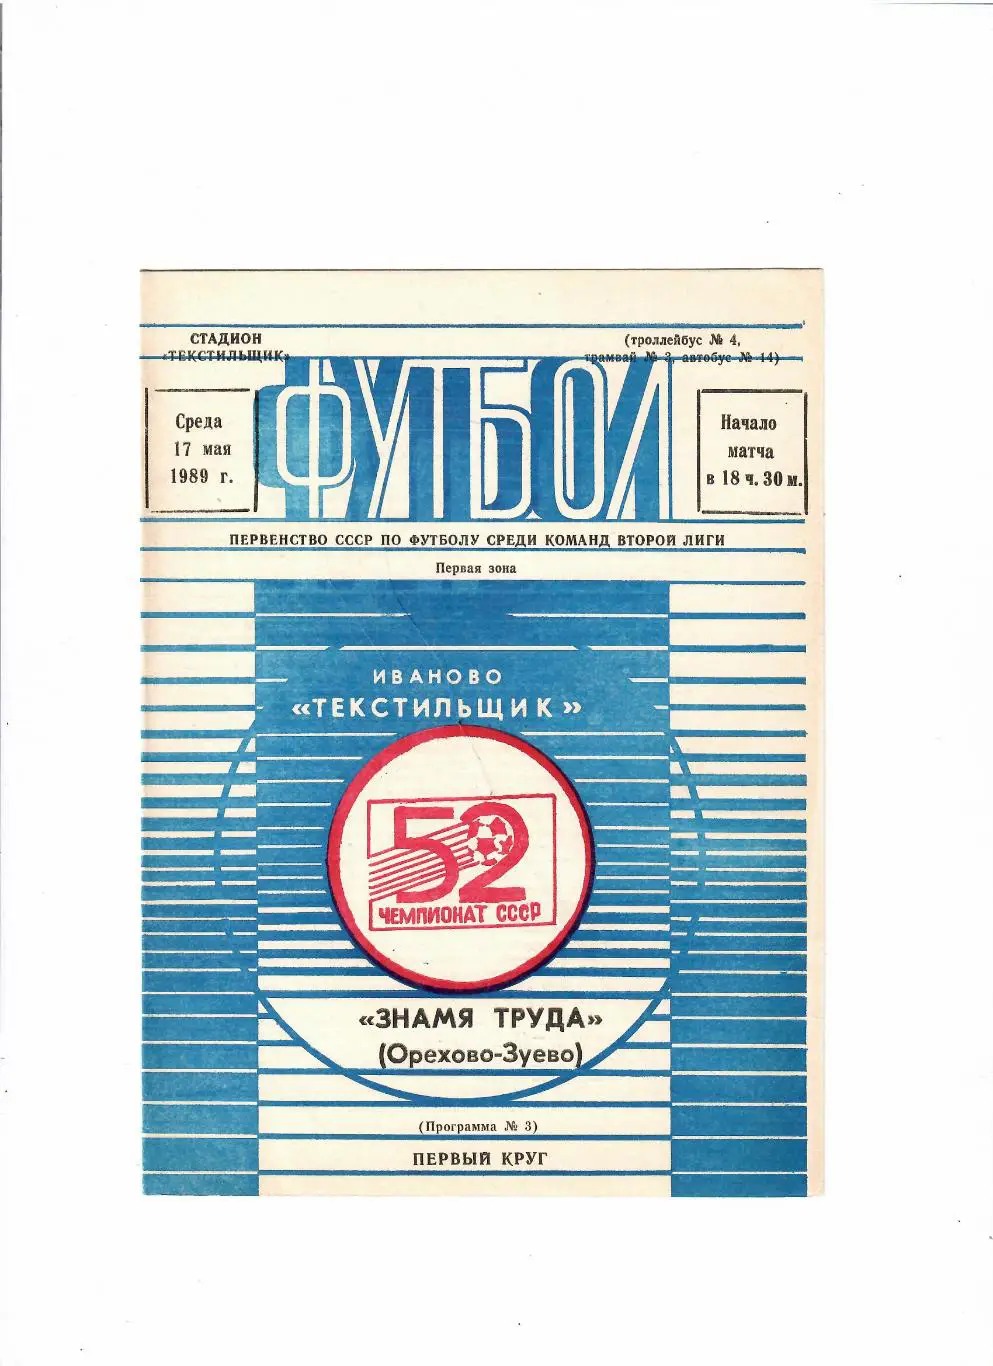 СТАДИОН
«ТЕКСТИЛЬЩИК»
(троллейбус № 4,
трамвай № 3, автобус № 14)
ФУТБОЛ
Среда
17 мая
1989 г.
Начало
матча
в 18 ч. 30 м.
ПЕРВЕНСТВО СССР ПО ФУТБОЛУ СРЕДИ КОМАНД ВТОРОЙ ЛИГИ
Первая зона
ИВАНОВО
«ТЕКСТИЛЬЩИК»
52
ЧЕМПИОНАТ СССР
«ЗНАМЯ ТРУДА»
(Орехово-Зуево)
(Программа № 3)
ПЕРВЫЙ КРУГ